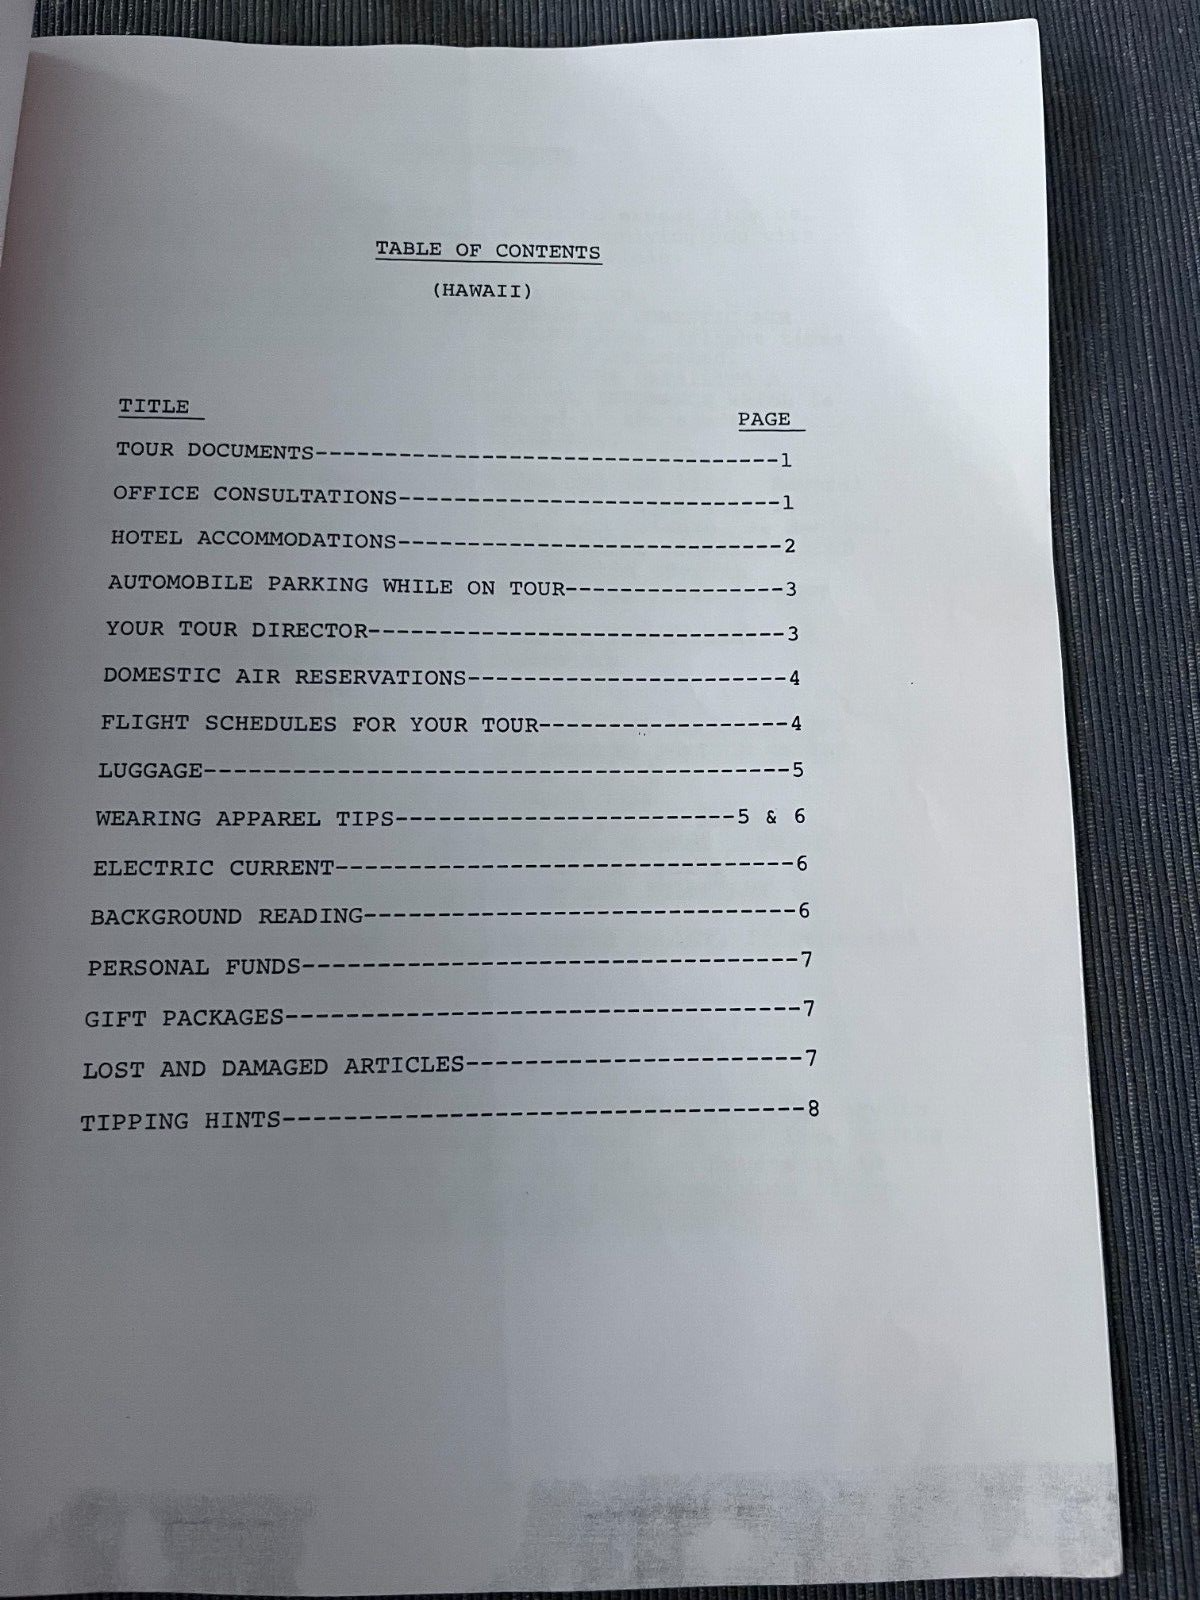 TABLE OF CONTENTS
(HAWAII)
TITLE PAGE
TOUR DOCUMENTS---------------------------------1
OFFICE CONSULTATIONS---------------------------1
HOTEL ACCOMMODATIONS---------------------------2
AUTOMOBILE PARKING WHILE ON TOUR---------------3
YOUR TOUR DIRECTOR-----------------------------3
DOMESTIC AIR RESERVATIONS----------------------4
FLIGHT SCHEDULES FOR YOUR TOUR-----------------4
LUGGAGE----------------------------------------5
WEARING APPAREL TIPS-----------------------5 & 6
ELECTRIC CURRENT-------------------------------6
BACKGROUND READING-----------------------------6
PERSONAL FUNDS---------------------------------7
GIFT PACKAGES----------------------------------7
LOST AND DAMAGED ARTICLES----------------------7
TIPPING HINTS----------------------------------8